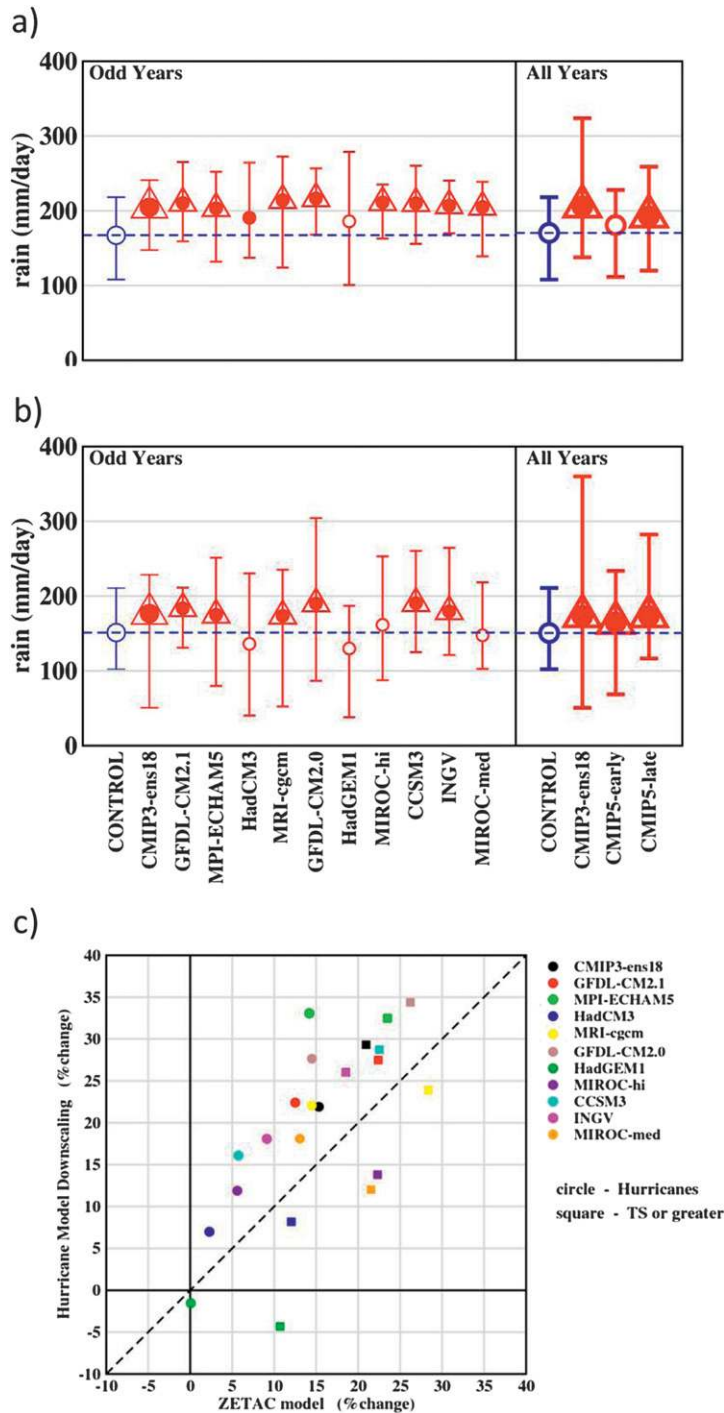 a)
Odd Years
All Years
400
300
200
100
0
rain (mm/day)
b)
Odd Years
All Years
400
300
200
100
0
rain (mm/day)
CONTROL
CMIP3-ens18
GFDL-CM2.1
MPI-ECHAM5
HadCM3
MRI-cgcm
GFDL-CM2.0
HadGEM1
MIROC-hi
CCSM3
INGV
MIROC-med
CONTROL
CMIP3-ens18
CMIP5-early
CMIP5-late
c)
40
35
30
25
20
15
10
5
0
-5
-10
Hurricane Model Downscaling (%change)
-10 -5 0 5 10 15 20 25 30 35 40
ZETAC model (%change)
CMIP3-ens18
GFDL-CM2.1
MPI-ECHAM5
HadCM3
MRI-cgcm
GFDL-CM2.0
HadGEM1
MIROC-hi
CCSM3
INGV
MIROC-med
circle - Hurricanes
square - TS or greater